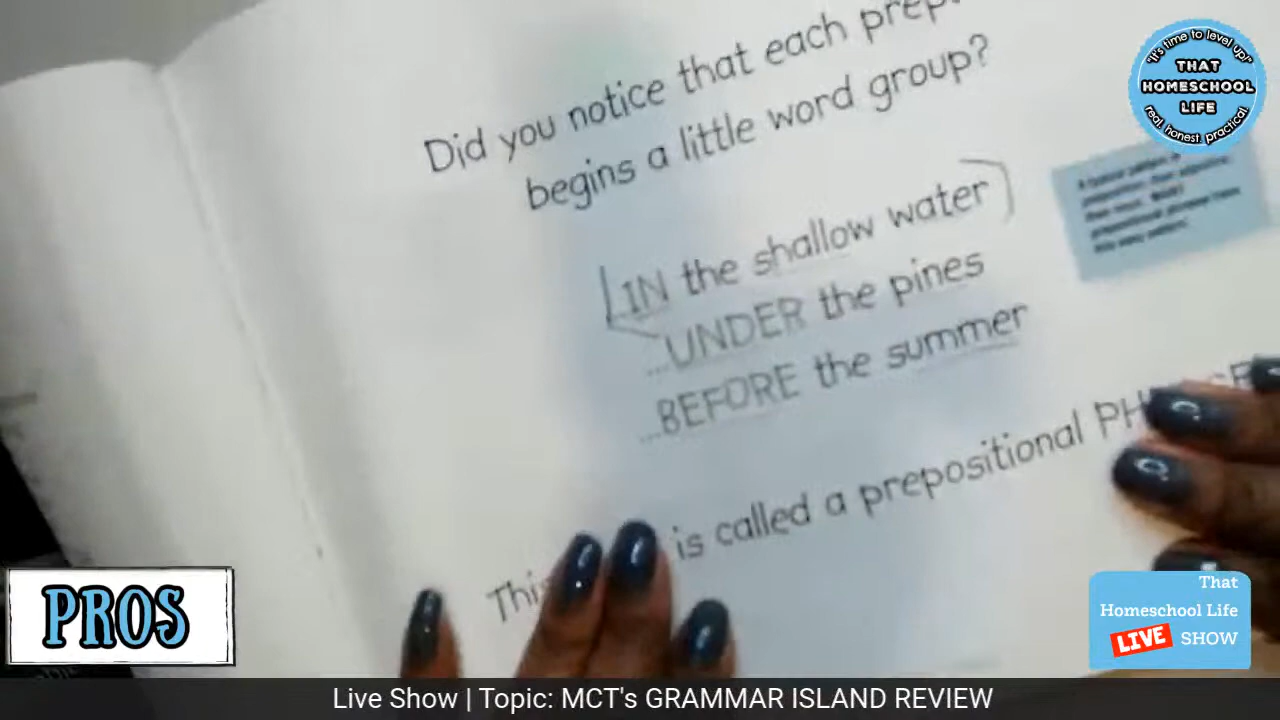 Did you notice that each prep
begins a little word group?
IN the shallow water
...UNDER the pines
...BEFORE the summer
This is called a prepositional
"It's time to level up!"
THAT
HOMESCHOOL
LIFE
real. honest. practical.
PROS
That
Homeschool Life
LIVE SHOW
Live Show | Topic: MCT's GRAMMAR ISLAND REVIEW